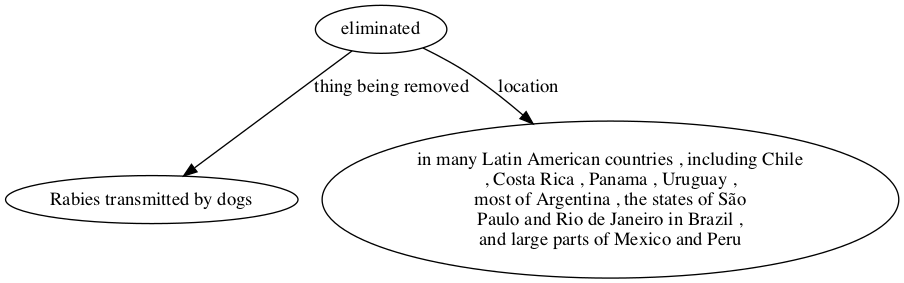 eliminated
thing being removed
location
Rabies transmitted by dogs
in many Latin American countries , including Chile
, Costa Rica , Panama , Uruguay ,
most of Argentina , the states of São
Paulo and Rio de Janeiro in Brazil ,
and large parts of Mexico and Peru